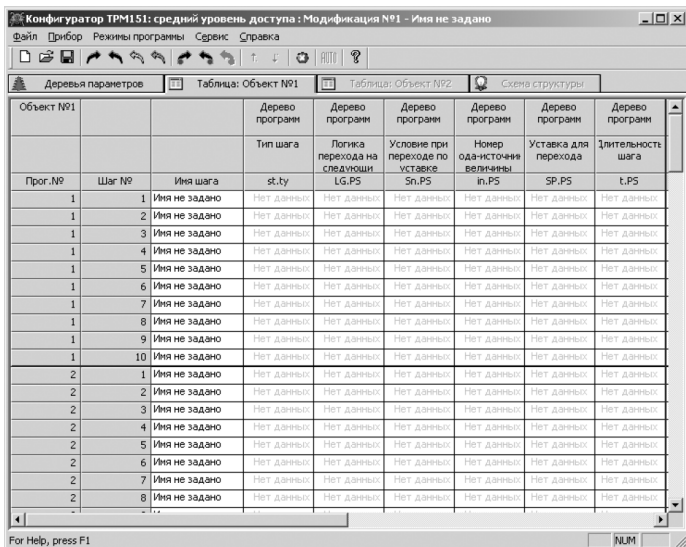 Конфигуратор ТРМ151: средний уровень доступа : Модификация №1 - Имя не задано
Файл Прибор Режимы программы Сервис Справка
AUTO ?
Деревья параметров Таблица: Объект №1 Таблица: Объект №2 Схема структуры
Объект №1 Дерево программ Дерево программ Дерево программ Дерево программ Дерево программ Дерево программ
Тип шага Логика перехода на следующи Условие при переходе по уставке Номер ода-источник величины Уставка для перехода Длительность шага
Прог.№ Шаг № Имя шага st.ty LG.PS Sn.PS in.PS SP.PS t.PS
1 1 Имя не задано Нет данных Нет данных Нет данных Нет данных Нет данных Нет данных
1 2 Имя не задано Нет данных Нет данных Нет данных Нет данных Нет данных Нет данных
1 3 Имя не задано Нет данных Нет данных Нет данных Нет данных Нет данных Нет данных
1 4 Имя не задано Нет данных Нет данных Нет данных Нет данных Нет данных Нет данных
1 5 Имя не задано Нет данных Нет данных Нет данных Нет данных Нет данных Нет данных
1 6 Имя не задано Нет данных Нет данных Нет данных Нет данных Нет данных Нет данных
1 7 Имя не задано Нет данных Нет данных Нет данных Нет данных Нет данных Нет данных
1 8 Имя не задано Нет данных Нет данных Нет данных Нет данных Нет данных Нет данных
1 9 Имя не задано Нет данных Нет данных Нет данных Нет данных Нет данных Нет данных
1 10 Имя не задано Нет данных Нет данных Нет данных Нет данных Нет данных Нет данных
2 1 Имя не задано Нет данных Нет данных Нет данных Нет данных Нет данных Нет данных
2 2 Имя не задано Нет данных Нет данных Нет данных Нет данных Нет данных Нет данных
2 3 Имя не задано Нет данных Нет данных Нет данных Нет данных Нет данных Нет данных
2 4 Имя не задано Нет данных Нет данных Нет данных Нет данных Нет данных Нет данных
2 5 Имя не задано Нет данных Нет данных Нет данных Нет данных Нет данных Нет данных
2 6 Имя не задано Нет данных Нет данных Нет данных Нет данных Нет данных Нет данных
2 7 Имя не задано Нет данных Нет данных Нет данных Нет данных Нет данных Нет данных
2 8 Имя не задано Нет данных Нет данных Нет данных Нет данных Нет данных Нет данных
For Help, press F1 NUM